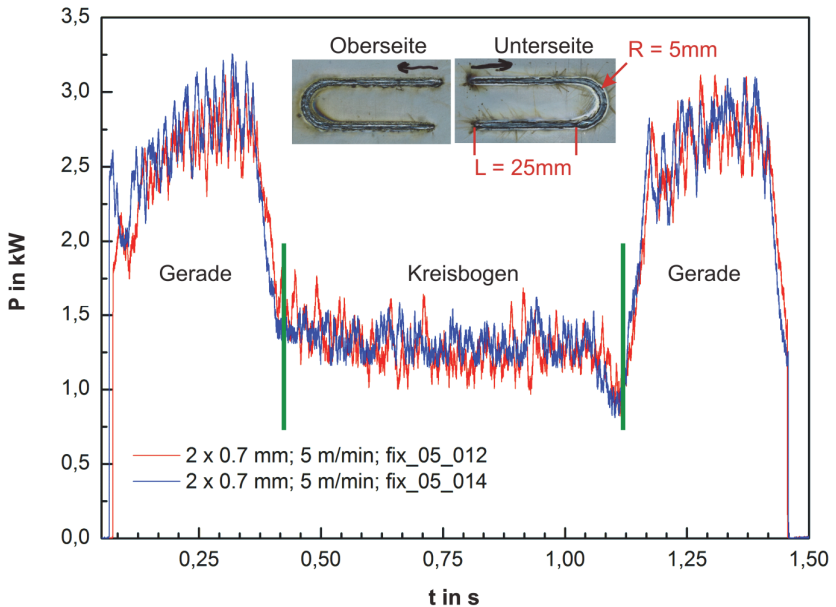 3,5
3,0
2,5
2,0
1,5
1,0
0,5
0,0
P in kW
Oberseite
Unterseite
R = 5mm
L = 25mm
Gerade
Kreisbogen
Gerade
2 x 0.7 mm; 5 m/min; fix_05_012
2 x 0.7 mm; 5 m/min; fix_05_014
0,25
0,50
0,75
1,00
1,25
1,50
t in s